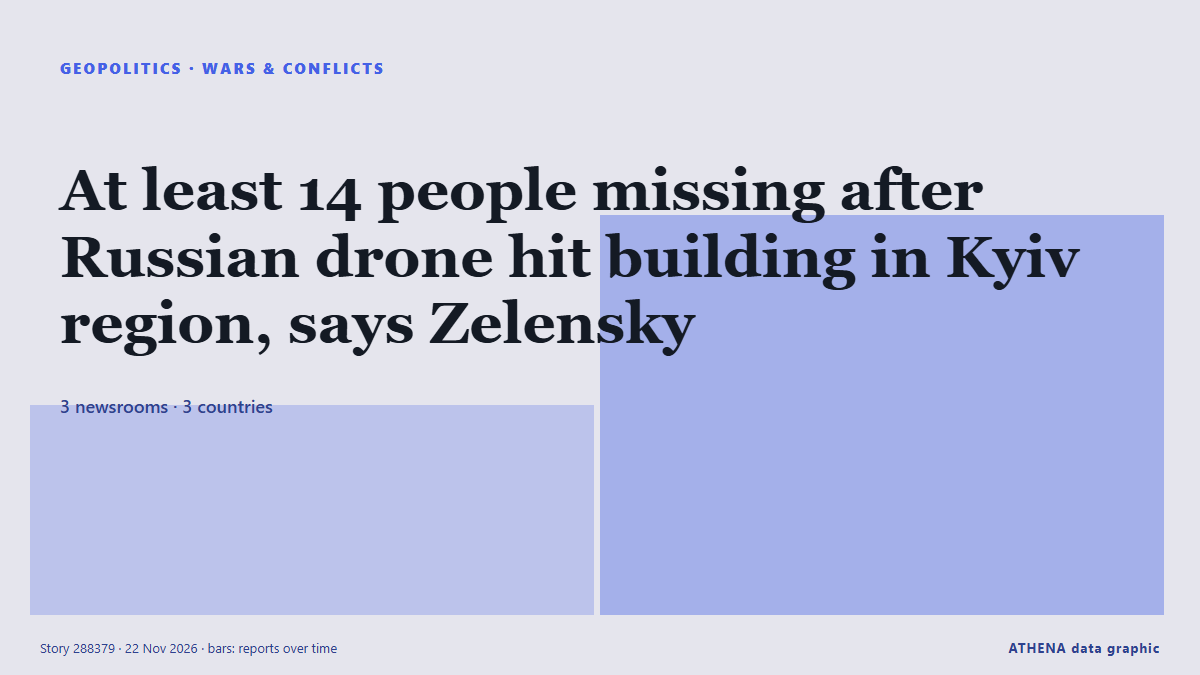 GEOPOLITICS · WARS & CONFLICTS
At least 14 people missing after
Russian drone hit building in Kyiv
region, says Zelensky
3 newsrooms · 3 countries
Story 288379 · 22 Nov 2026 · bars: reports over time
ATHENA data graphic